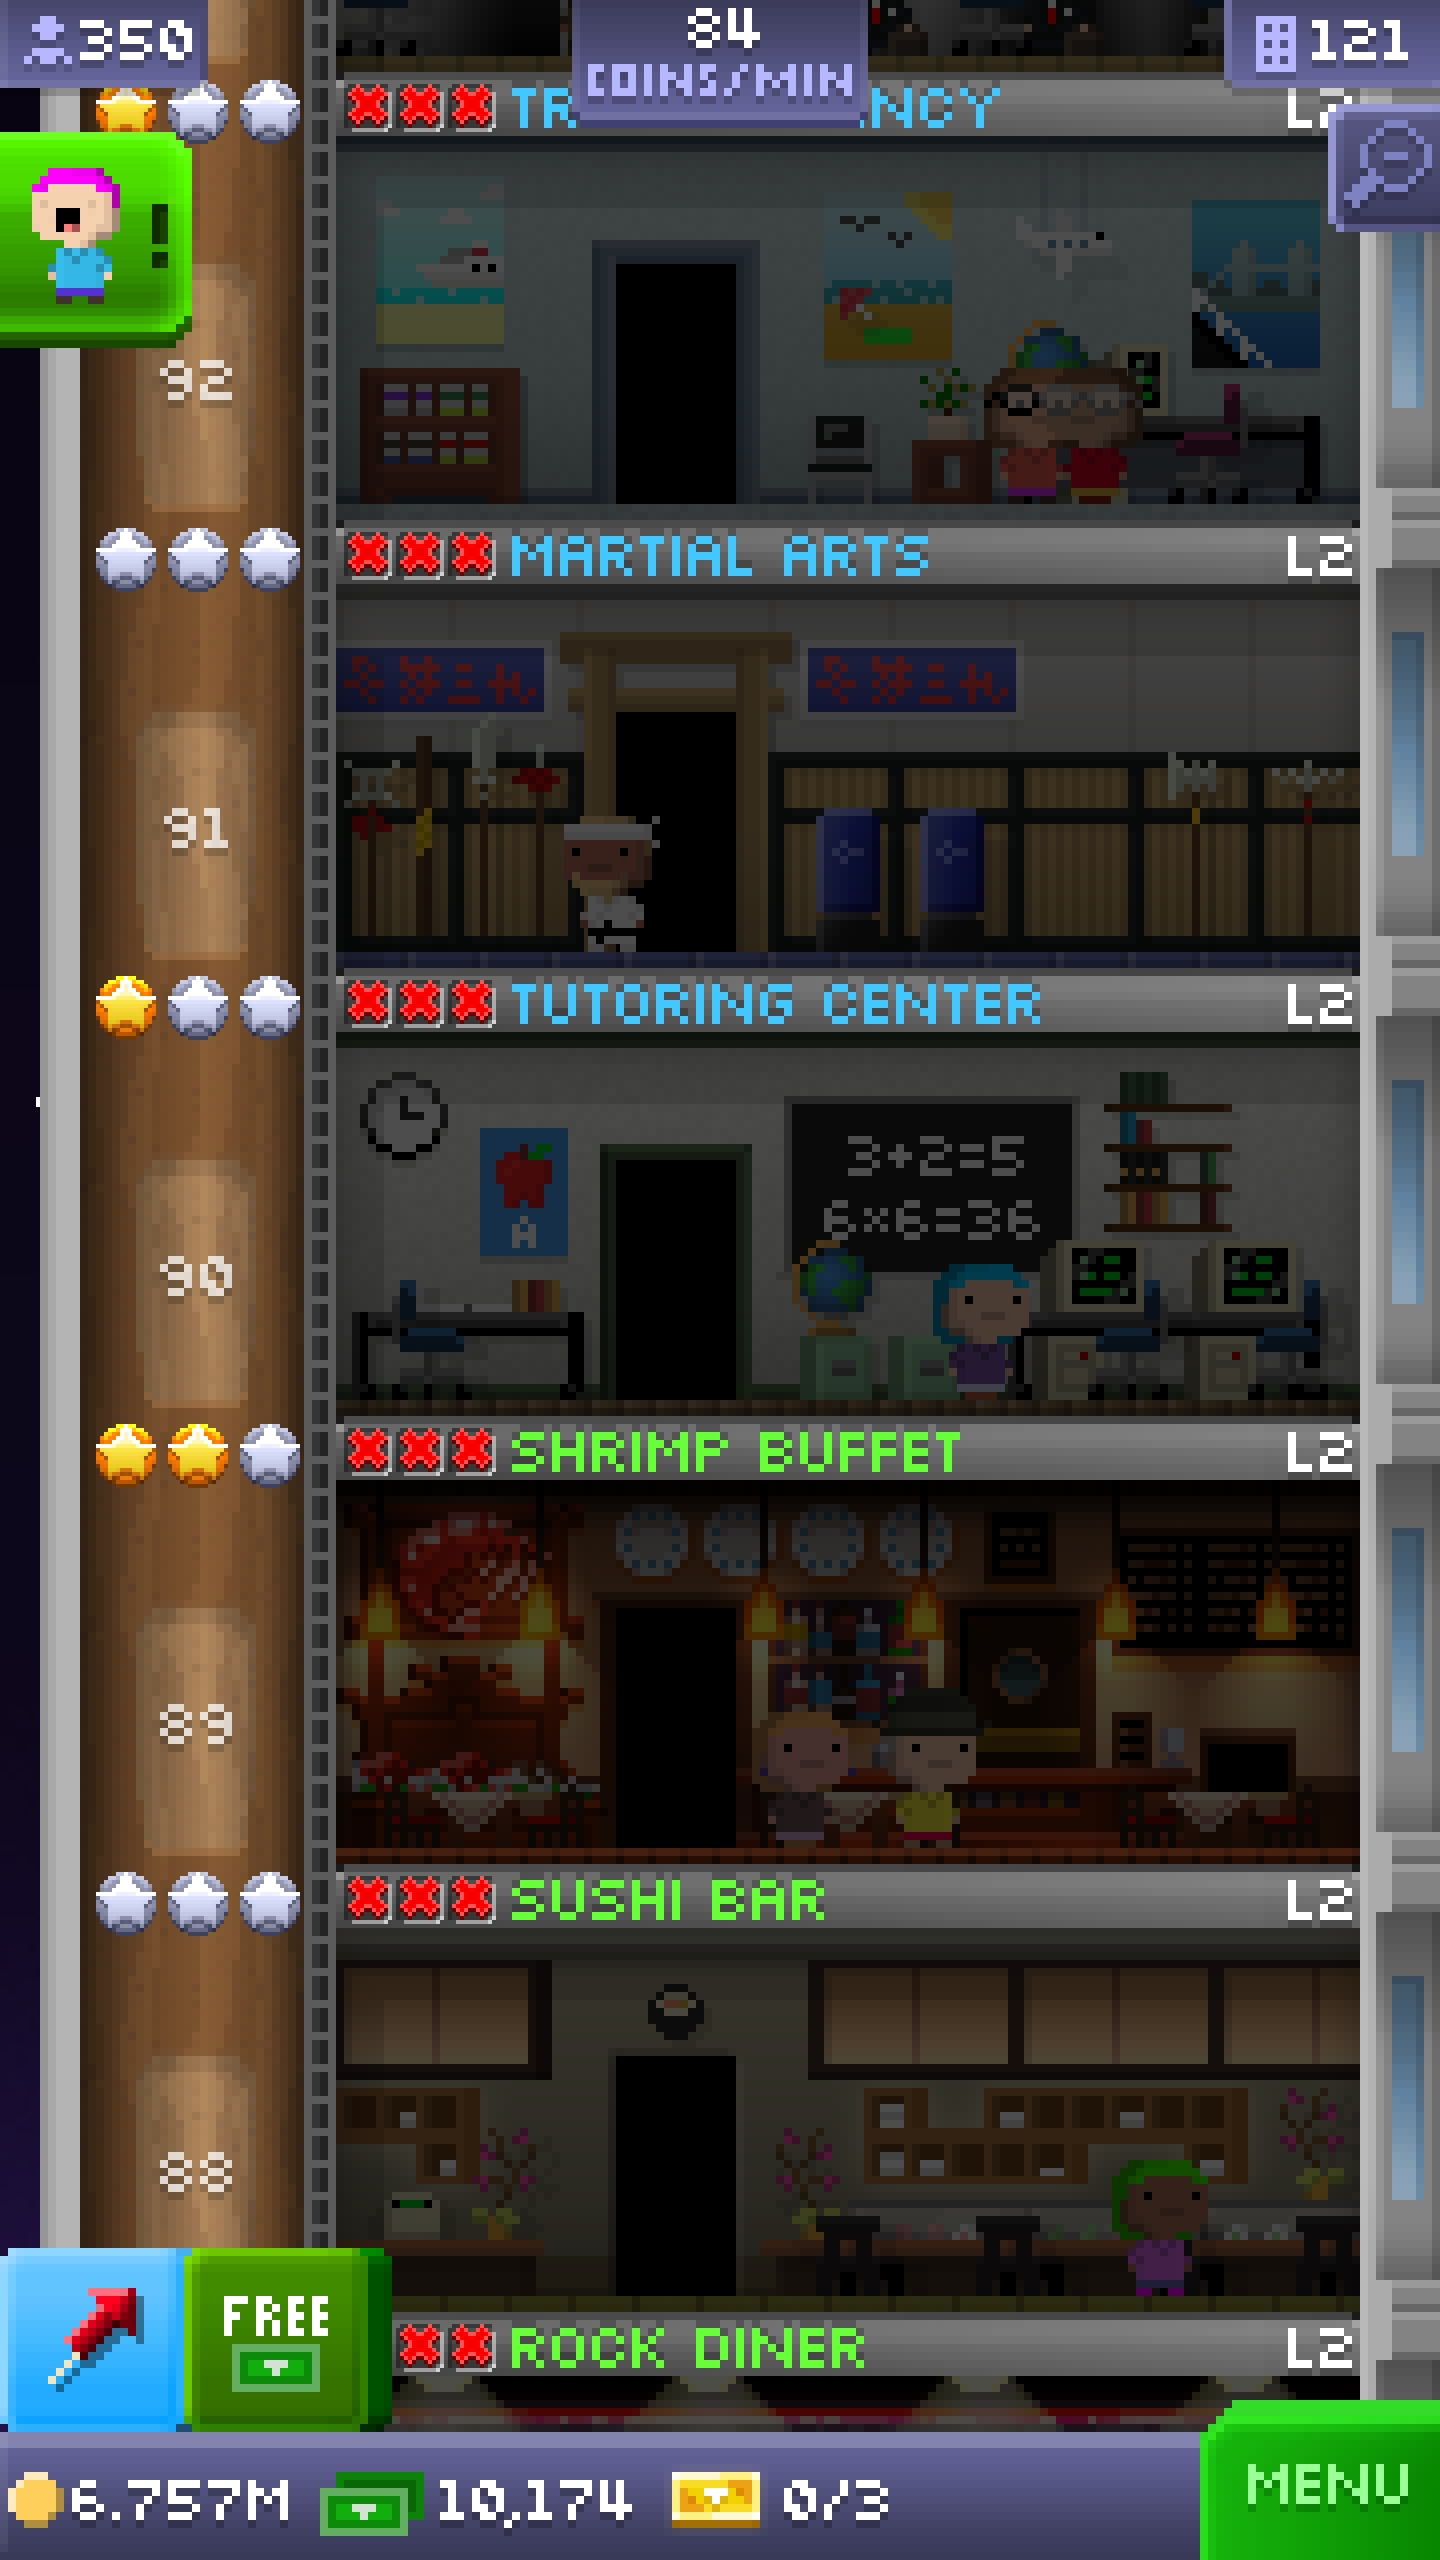 350
84
COINS/MIN
121
TR NCY L2
!
92
MARTIAL ARTS L2
91
TUTORING CENTER L2
3+2=5
6×6=36
A
90
SHRIMP BUFFET L2
89
SUSHI BAR L2
88
FREE
ROCK DINER L2
6.757M 10,174 0/3
MENU